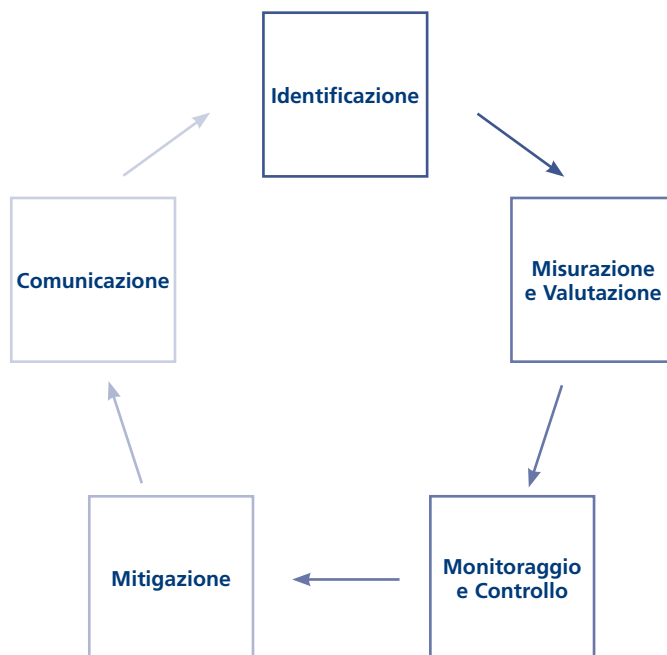 Identificazione
Misurazione
e Valutazione
Monitoraggio
e Controllo
Mitigazione
Comunicazione